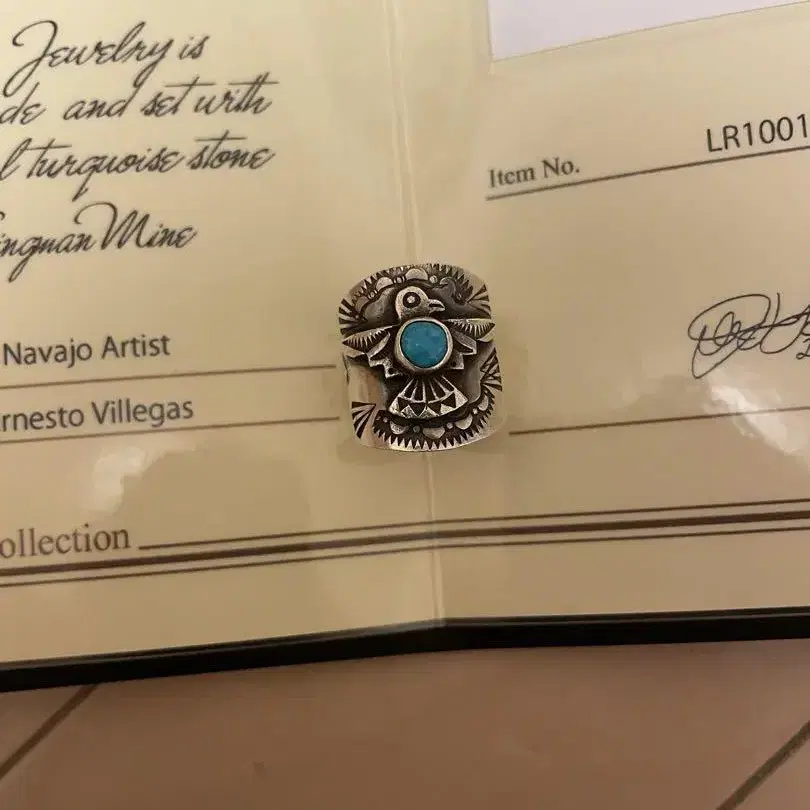 Jewelry is
de and set with
l turquoise stone
ingman Mine
Navajo Artist
rnesto Villegas
ollection
Item No.
LR1001